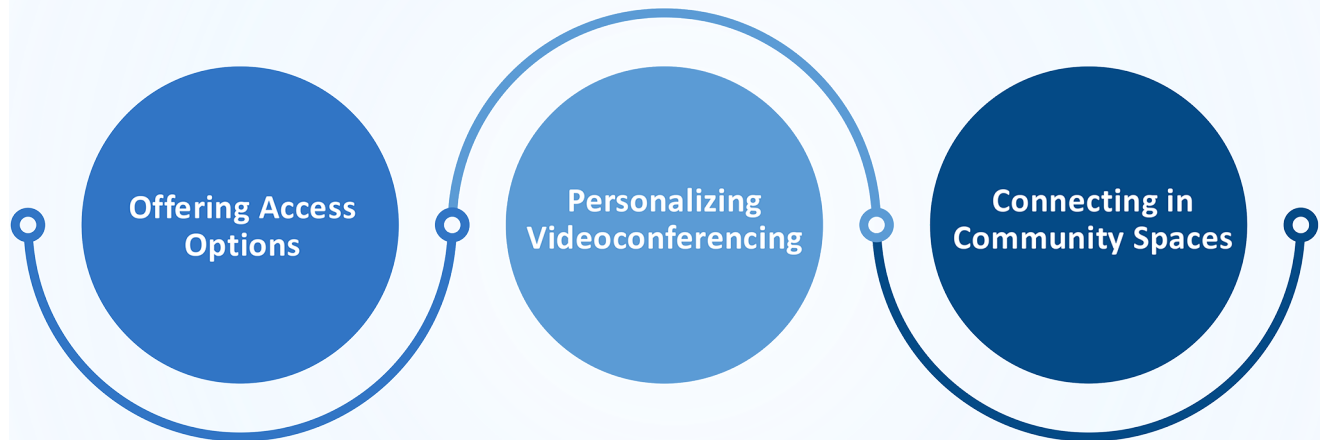 Offering Access
Options
Personalizing
Videoconferencing
Connecting in
Community Spaces